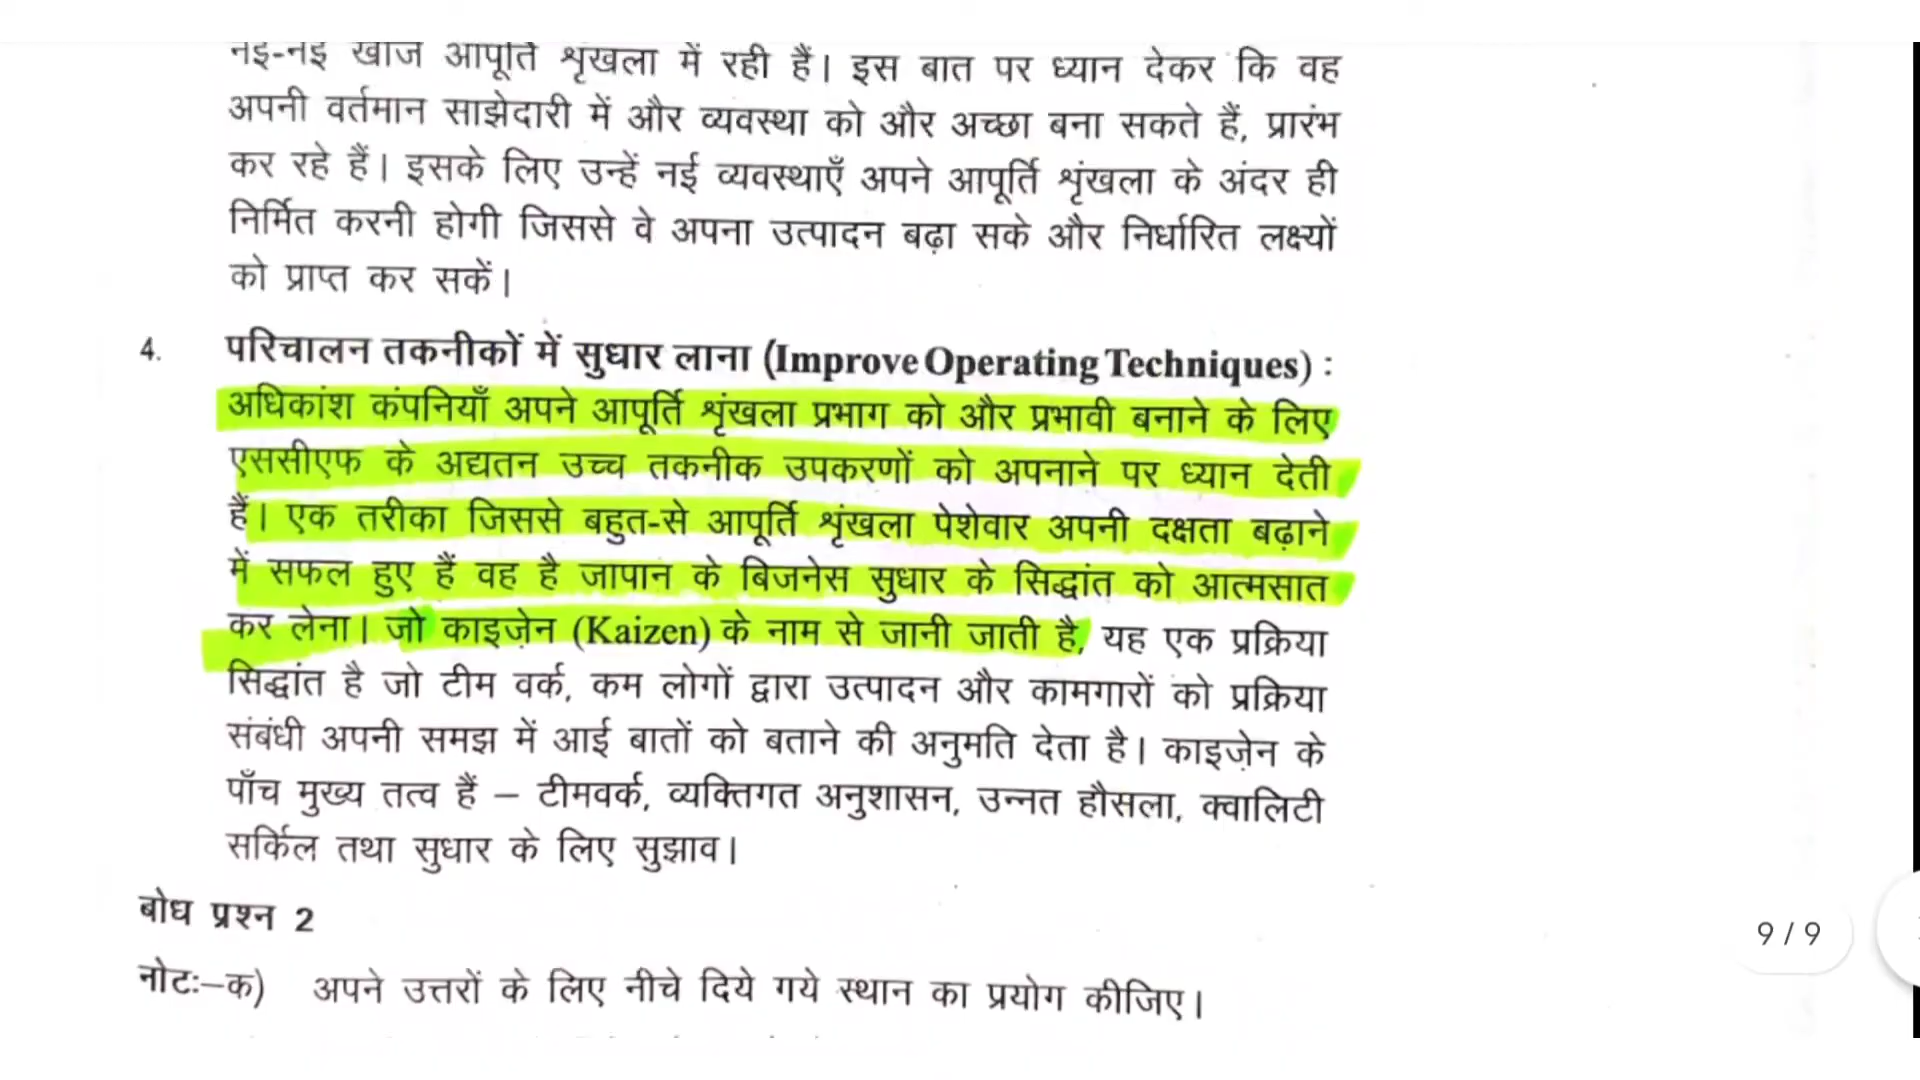 नई-नई खोज आपूर्ति शृंखला में रही हैं। इस बात पर ध्यान देकर कि वह
अपनी वर्तमान साझेदारी में और व्यवस्था को और अच्छा बना सकते हैं, प्रारंभ
कर रहे हैं। इसके लिए उन्हें नई व्यवस्थाएँ अपने आपूर्ति शृंखला के अंदर ही
निर्मित करनी होगी जिससे वे अपना उत्पादन बढ़ा सके और निर्धारित लक्ष्यों
को प्राप्त कर सकें।
4. परिचालन तकनीकों में सुधार लाना (Improve Operating Techniques) :
अधिकांश कंपनियाँ अपने आपूर्ति शृंखला प्रभाग को और प्रभावी बनाने के लिए
एससीएफ के अद्यतन उच्च तकनीक उपकरणों को अपनाने पर ध्यान देती
हैं। एक तरीका जिससे बहुत-से आपूर्ति शृंखला पेशेवार अपनी दक्षता बढ़ाने
में सफल हुए हैं वह है जापान के बिजनेस सुधार के सिद्धांत को आत्मसात
कर लेना। जो काइज़ेन (Kaizen) के नाम से जानी जाती है, यह एक प्रक्रिया
सिद्धांत है जो टीम वर्क, कम लोगों द्वारा उत्पादन और कामगारों को प्रक्रिया
संबंधी अपनी समझ में आई बातों को बताने की अनुमति देता है। काइज़ेन के
पाँच मुख्य तत्व हैं – टीमवर्क, व्यक्तिगत अनुशासन, उन्नत हौसला, क्वालिटी
सर्किल तथा सुधार के लिए सुझाव।
बोध प्रश्न 2
9 / 9
नोटः–क) अपने उत्तरों के लिए नीचे दिये गये स्थान का प्रयोग कीजिए।